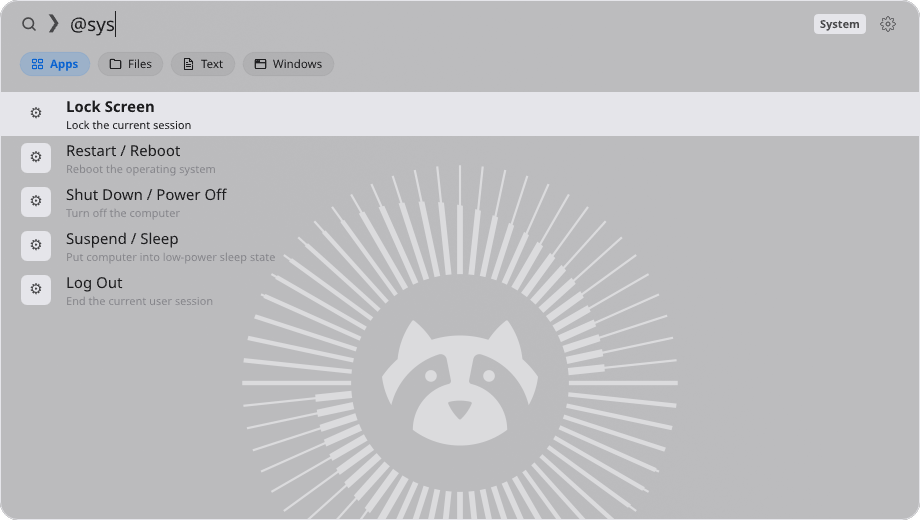 @sys
System
Apps Files Text Windows
Lock Screen
Lock the current session
Restart / Reboot
Reboot the operating system
Shut Down / Power Off
Turn off the computer
Suspend / Sleep
Put computer into low-power sleep state
Log Out
End the current user session